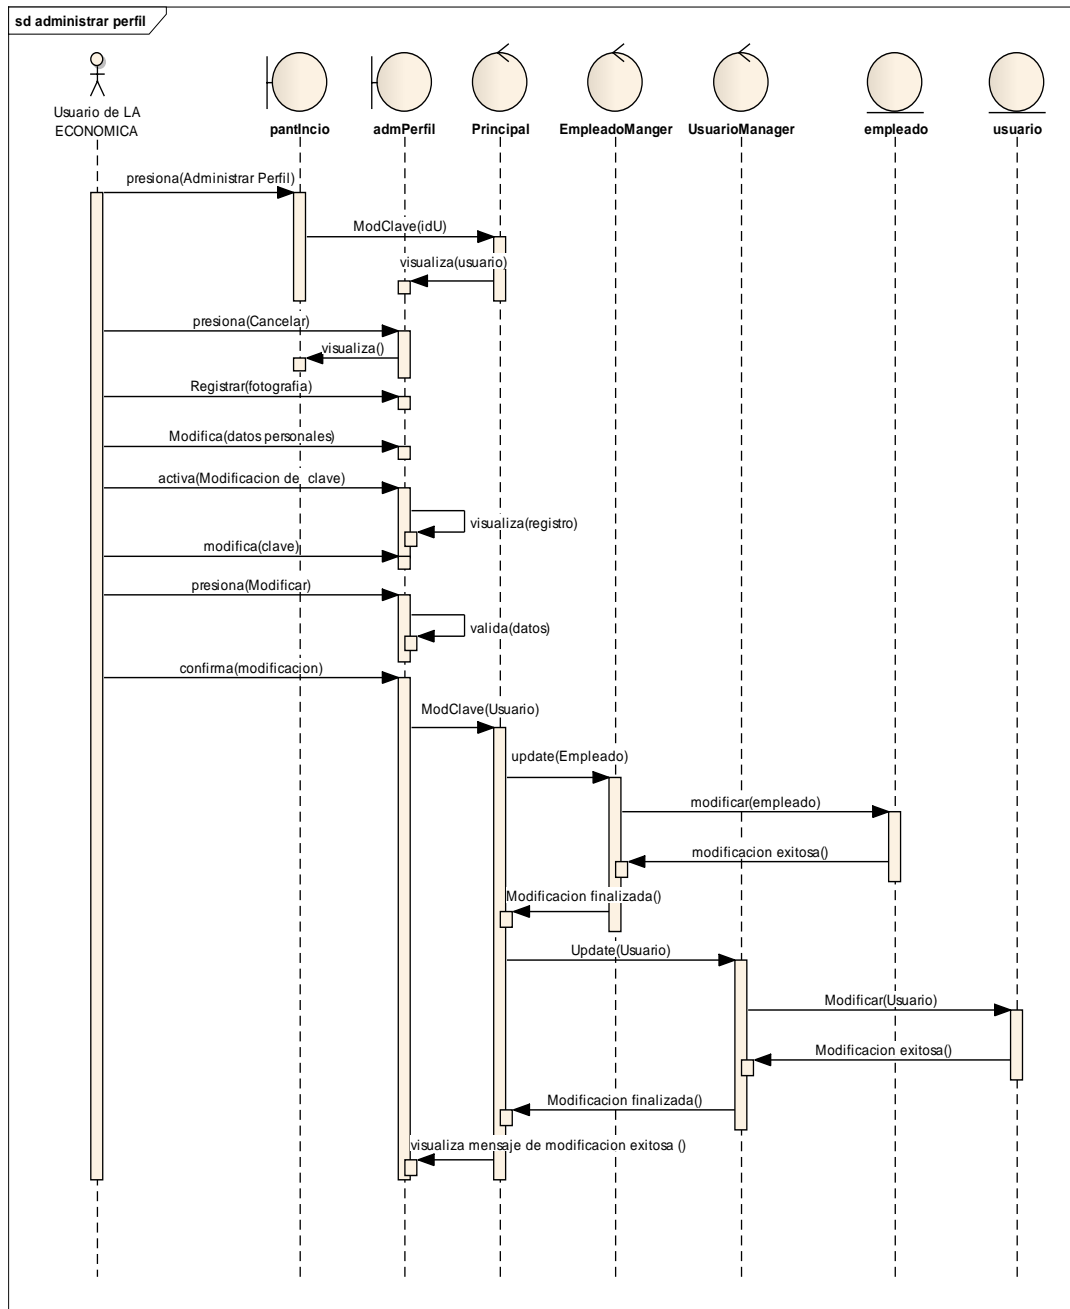 sd administrar perfil
Usuario de LA
ECONOMICA
pantIncio
admPerfil
Principal
EmpleadoManger
UsuarioManager
empleado
usuario
presiona(Administrar Perfil)
ModClave(idU)
visualiza(usuario)
presiona(Cancelar)
visualiza()
Registrar(fotografia)
Modifica(datos personales)
activa(Modificacion de clave)
visualiza(registro)
modifica(clave)
presiona(Modificar)
valida(datos)
confirma(modificacion)
ModClave(Usuario)
update(Empleado)
modificar(empleado)
modificacion exitosa()
Modificacion finalizada()
Update(Usuario)
Modificar(Usuario)
Modificacion exitosa()
Modificacion finalizada()
visualiza mensaje de modificacion exitosa ()